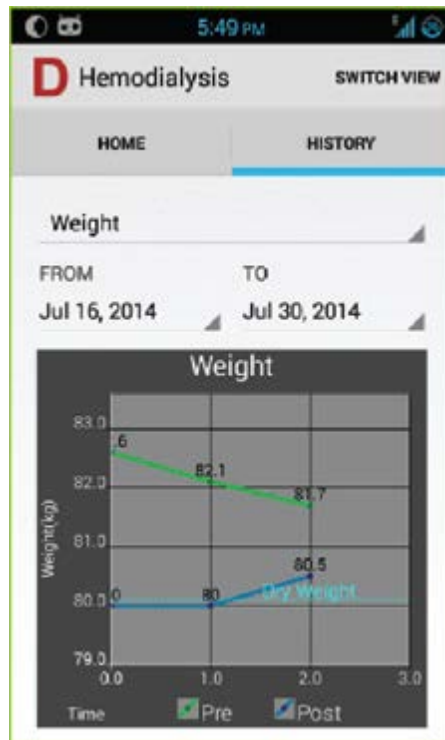 5:49 PM
D Hemodialysis SWITCH VIEW
HOME HISTORY
Weight
FROM TO
Jul 16, 2014 Jul 30, 2014
Weight
83.0
.6
82.1
82.0
81.7
Weight(kg)
81.0
80.5
Dry Weight
80.0 0 80
79.0
0.0 1.0 2.0 3.0
Time Pre Post